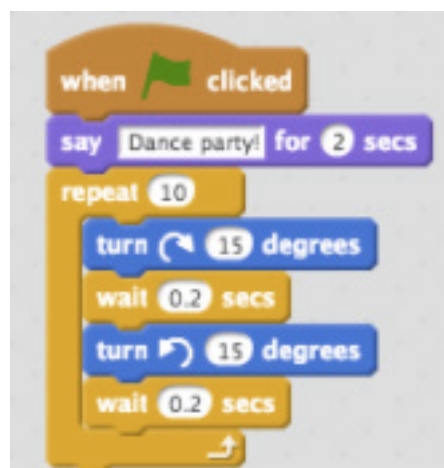 when clicked
say Dance party! for 2 secs
repeat 10
turn 15 degrees
wait 0.2 secs
turn 15 degrees
wait 0.2 secs